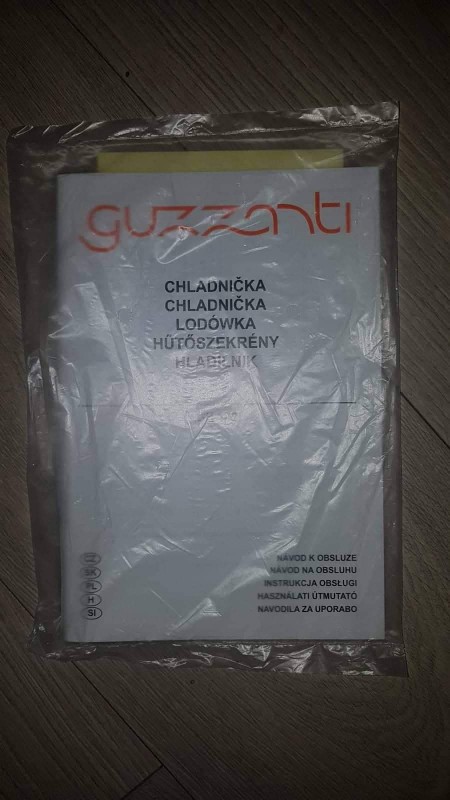 guzzanti
CHLADNIČKA
CHLADNIČKA
LODÓWKA
HŰTŐSZEKRÉNY
HLADILNIK
NÁVOD K OBSLUZE
NÁVOD NA OBSLUHU
INSTRUKCJA OBSŁUGI
HASZNÁLATI ÚTMUTATÓ
NAVODILA ZA UPORABO
CZ
SK
PL
H
SI